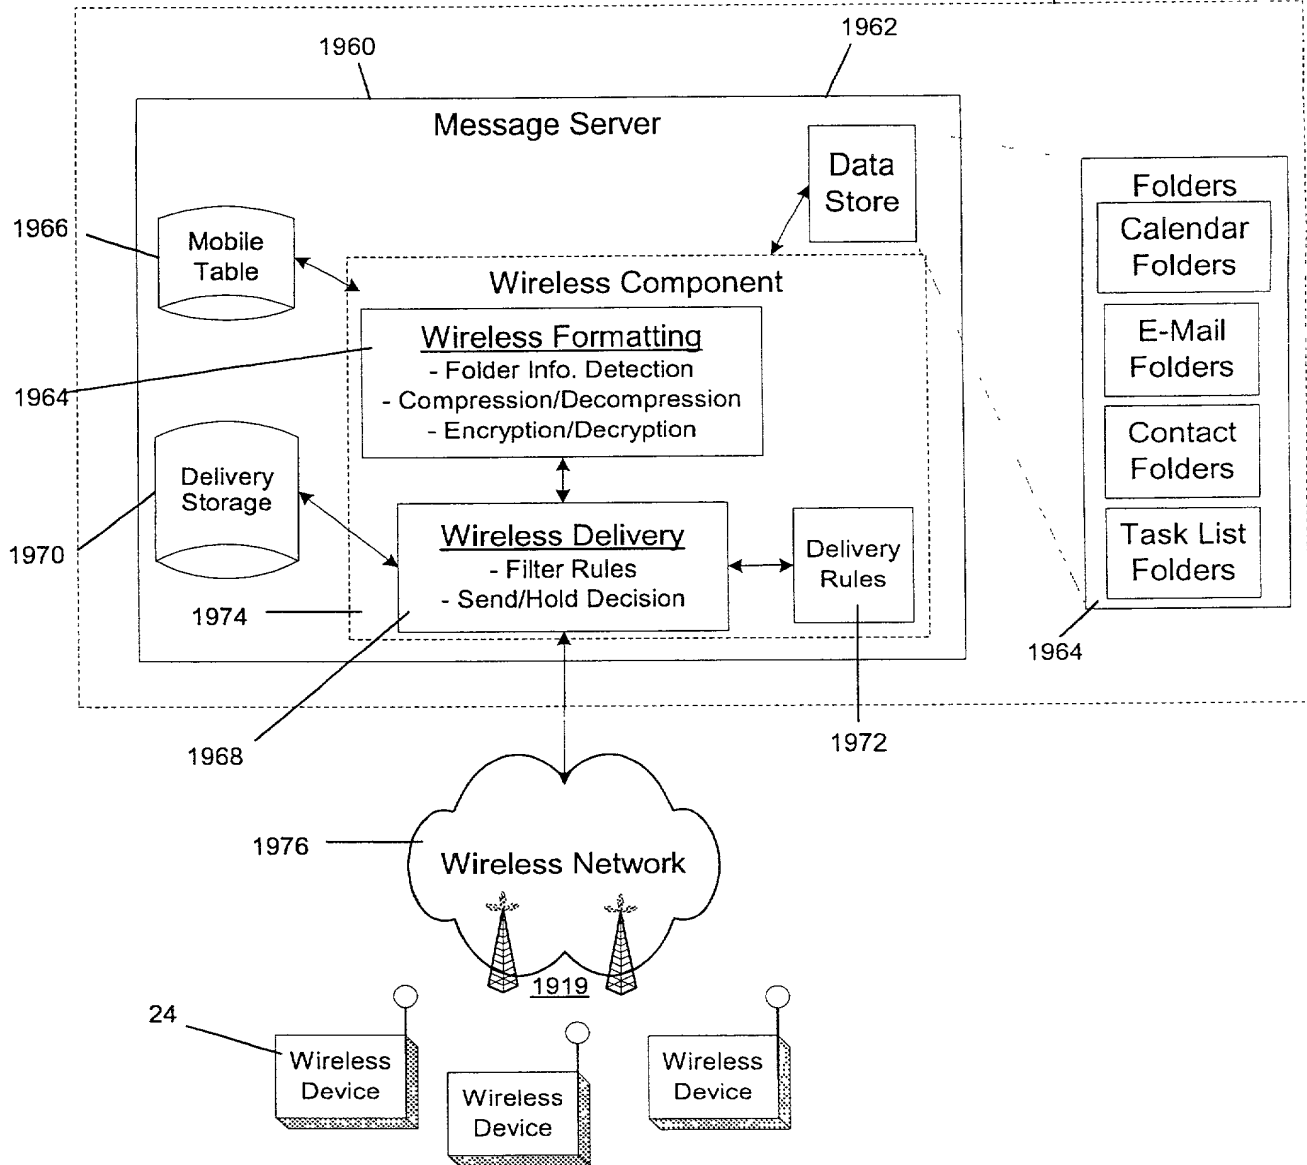 1960
1962
Message Server
Data
Store
Folders
Calendar
Folders
E-Mail
Folders
Contact
Folders
Task List
Folders
1964
1966
Mobile
Table
Wireless Component
Wireless Formatting
- Folder Info. Detection
- Compression/Decompression
- Encryption/Decryption
1964
Delivery
Storage
1970
Wireless Delivery
- Filter Rules
- Send/Hold Decision
Delivery
Rules
1974
1968
1972
1976
Wireless Network
1919
24
Wireless
Device
Wireless
Device
Wireless
Device